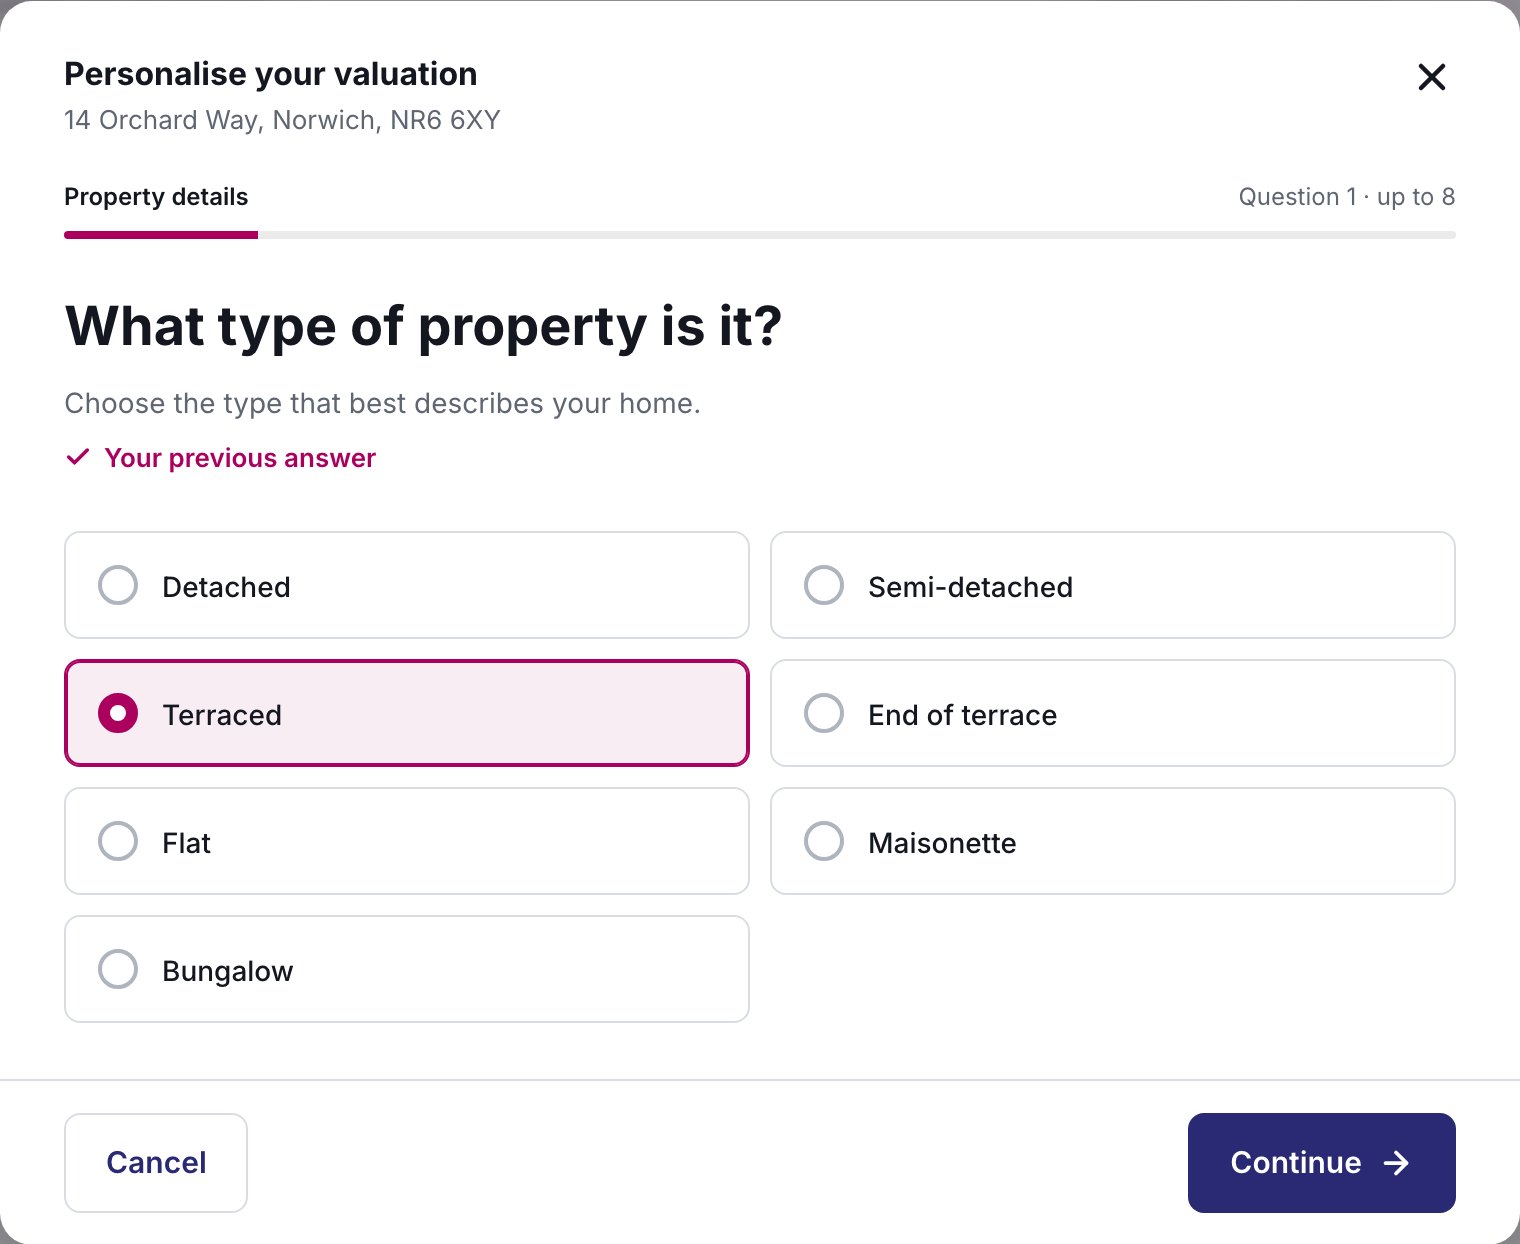 Personalise your valuation
14 Orchard Way, Norwich, NR6 6XY
Property details
Question 1 · up to 8
What type of property is it?
Choose the type that best describes your home.
Your previous answer
Detached
Semi-detached
Terraced
End of terrace
Flat
Maisonette
Bungalow
Cancel
Continue